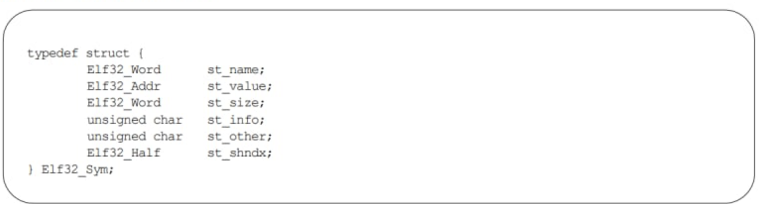 typedef struct {
        Elf32_Word      st_name;
        Elf32_Addr      st_value;
        Elf32_Word      st_size;
        unsigned char   st_info;
        unsigned char   st_other;
        Elf32_Half      st_shndx;
} Elf32_Sym;